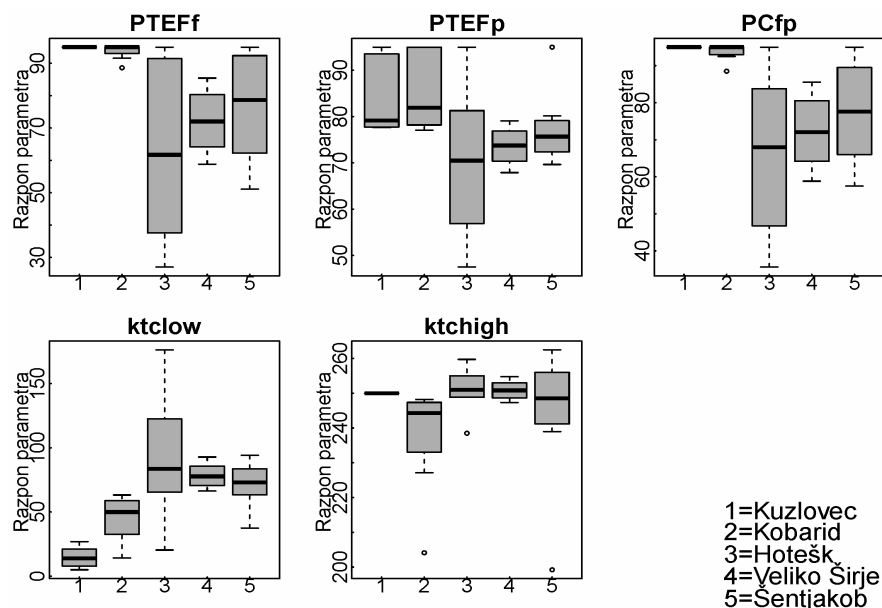 PTEFf
Razpon parametra
30 50 70 90
1 2 3 4 5
PTEFp
Razpon parametra
50 60 70 80 90
1 2 3 4 5
PCfp
Razpon parametra
40 60 80
1 2 3 4 5
ktclow
Razpon parametra
0 50 100 150
1 2 3 4 5
ktchigh
Razpon parametra
200 220 240 260
1 2 3 4 5
1=Kuzlovec
2=Kobarid
3=Hotešk
4=Veliko Širje
5=Šentjakob